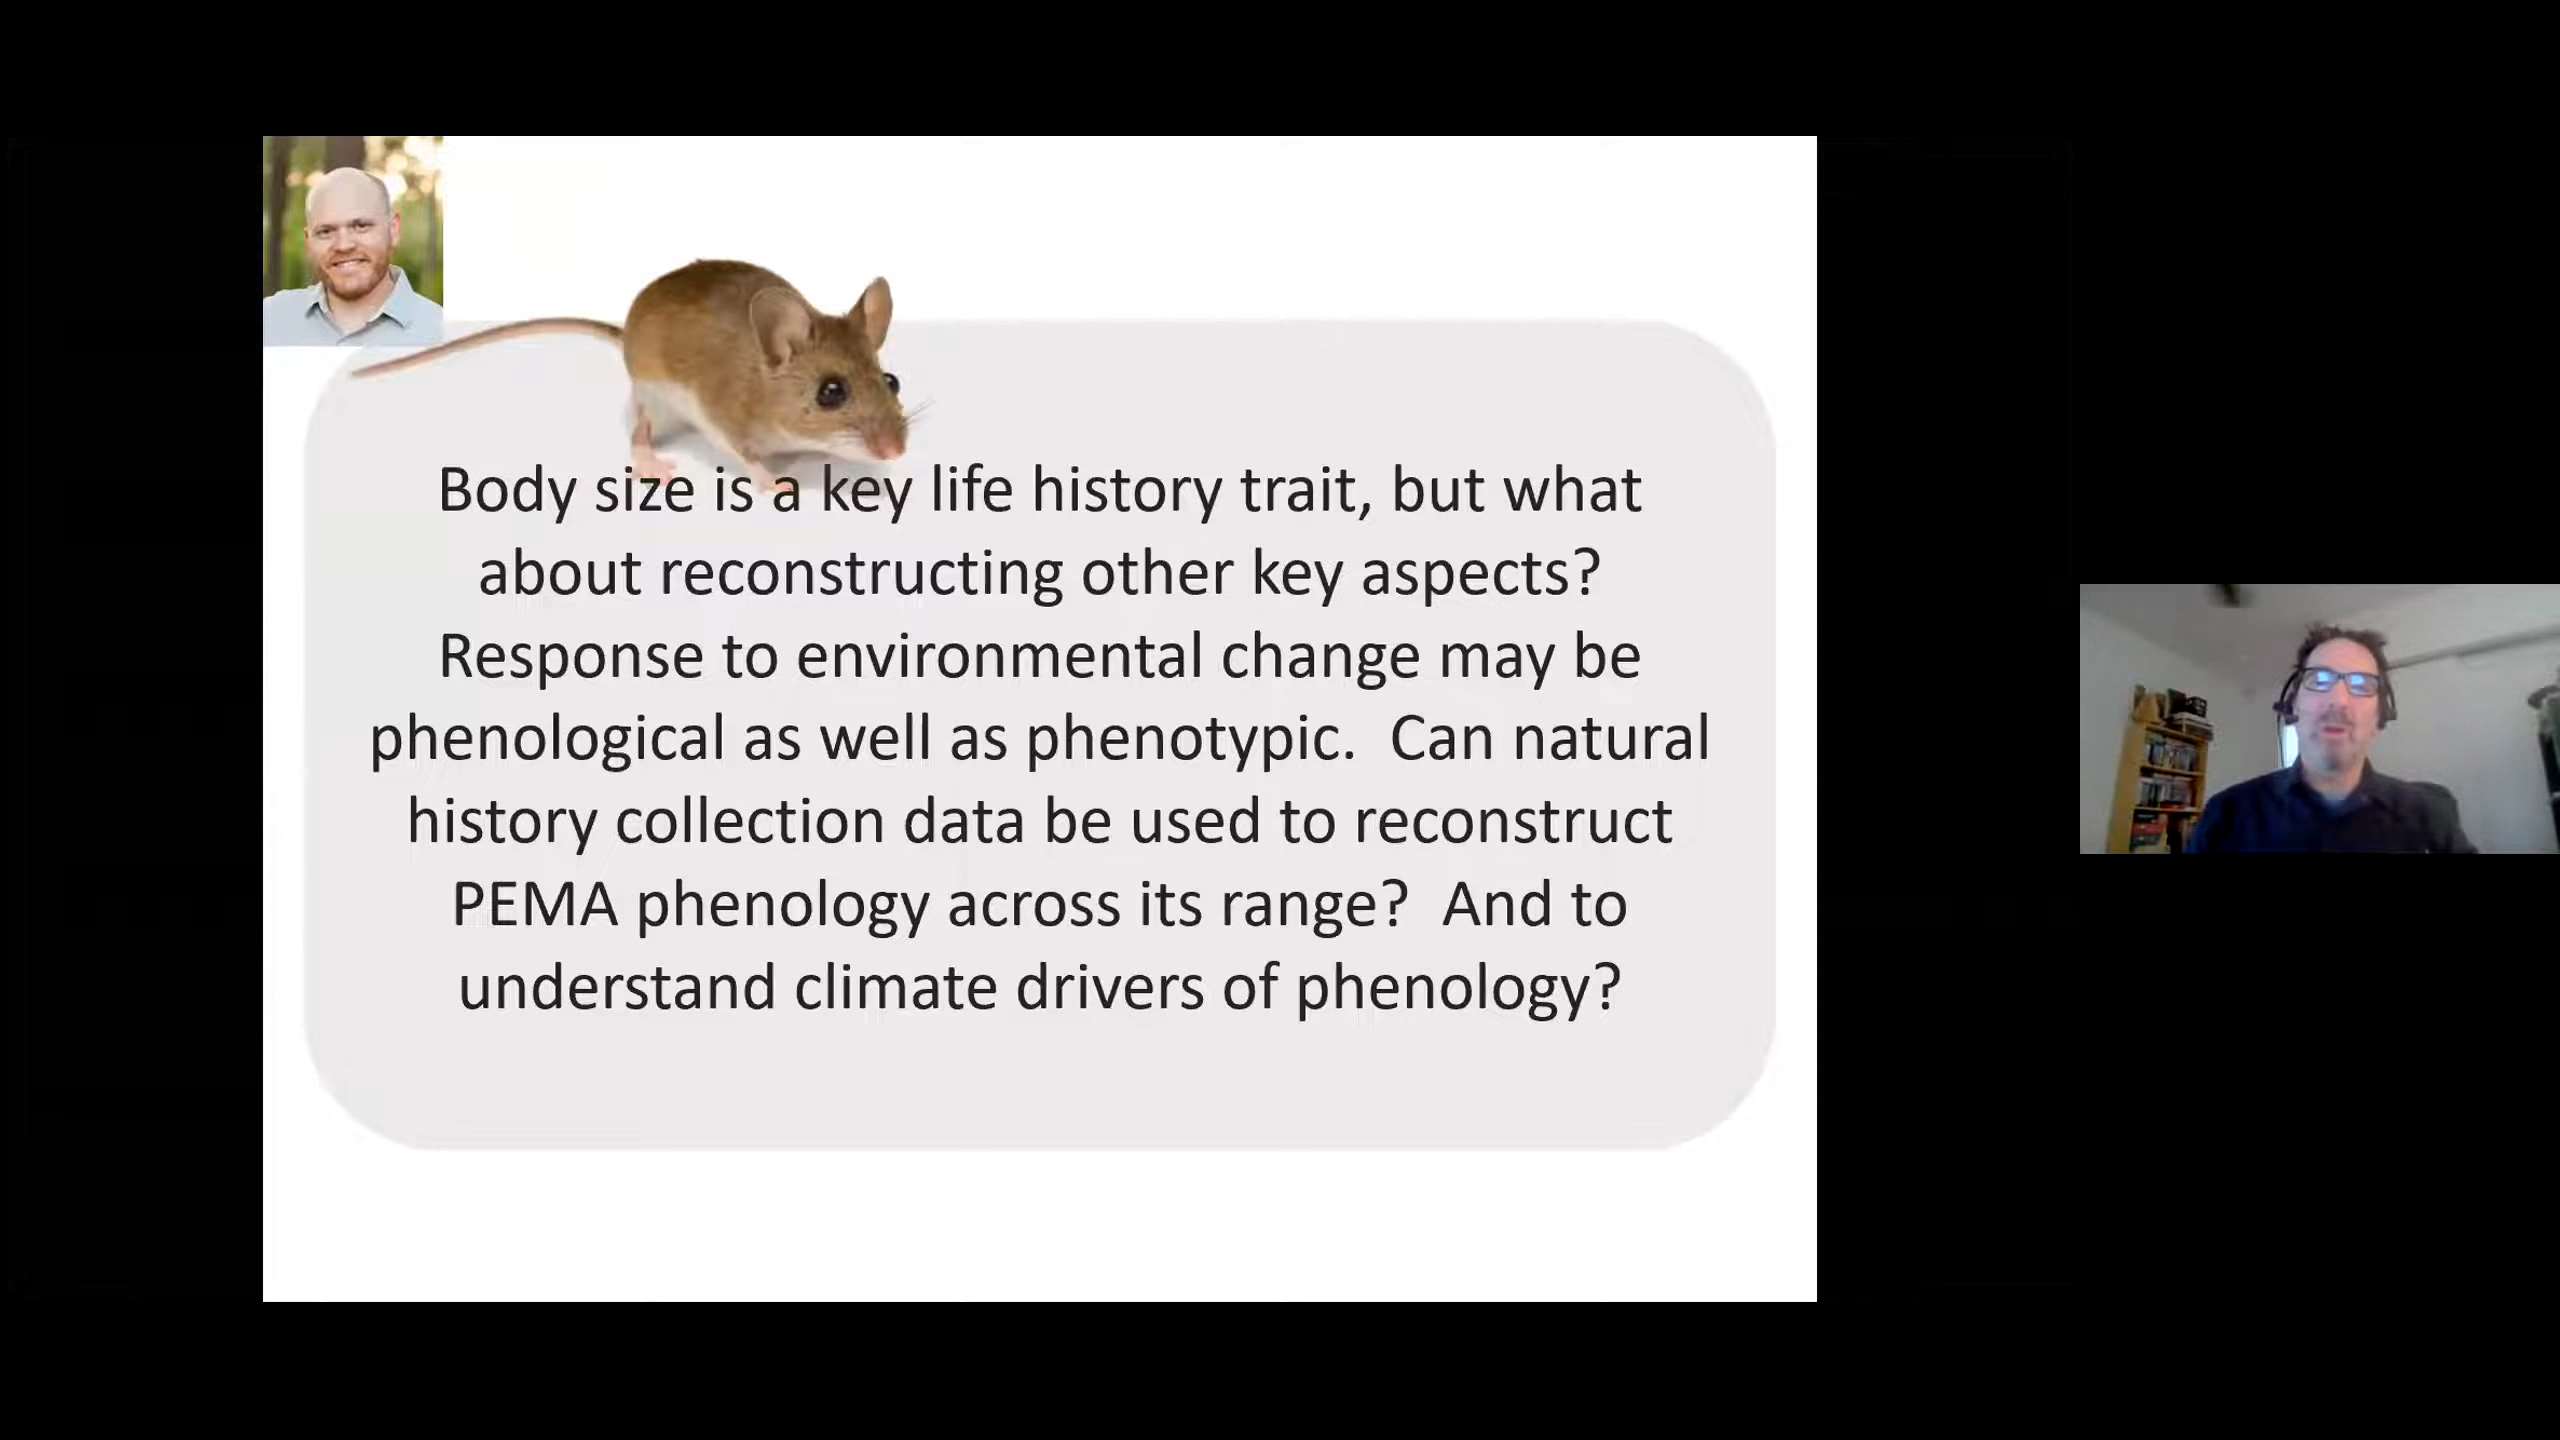 Body size is a key life history trait, but what
about reconstructing other key aspects?
Response to environmental change may be
phenological as well as phenotypic.  Can natural
history collection data be used to reconstruct
PEMA phenology across its range?  And to
understand climate drivers of phenology?